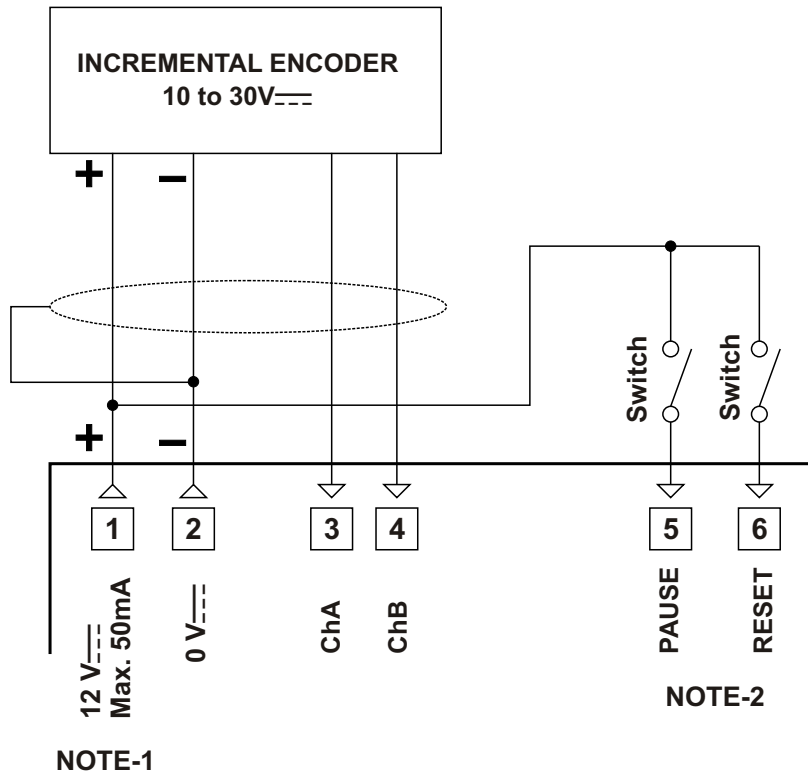 INCREMENTAL ENCODER
10 to 30V
+
–
Switch
Switch
+
–
1
2
3
4
5
6
12 V
Max. 50mA
0 V
ChA
ChB
PAUSE
RESET
NOTE-2
NOTE-1